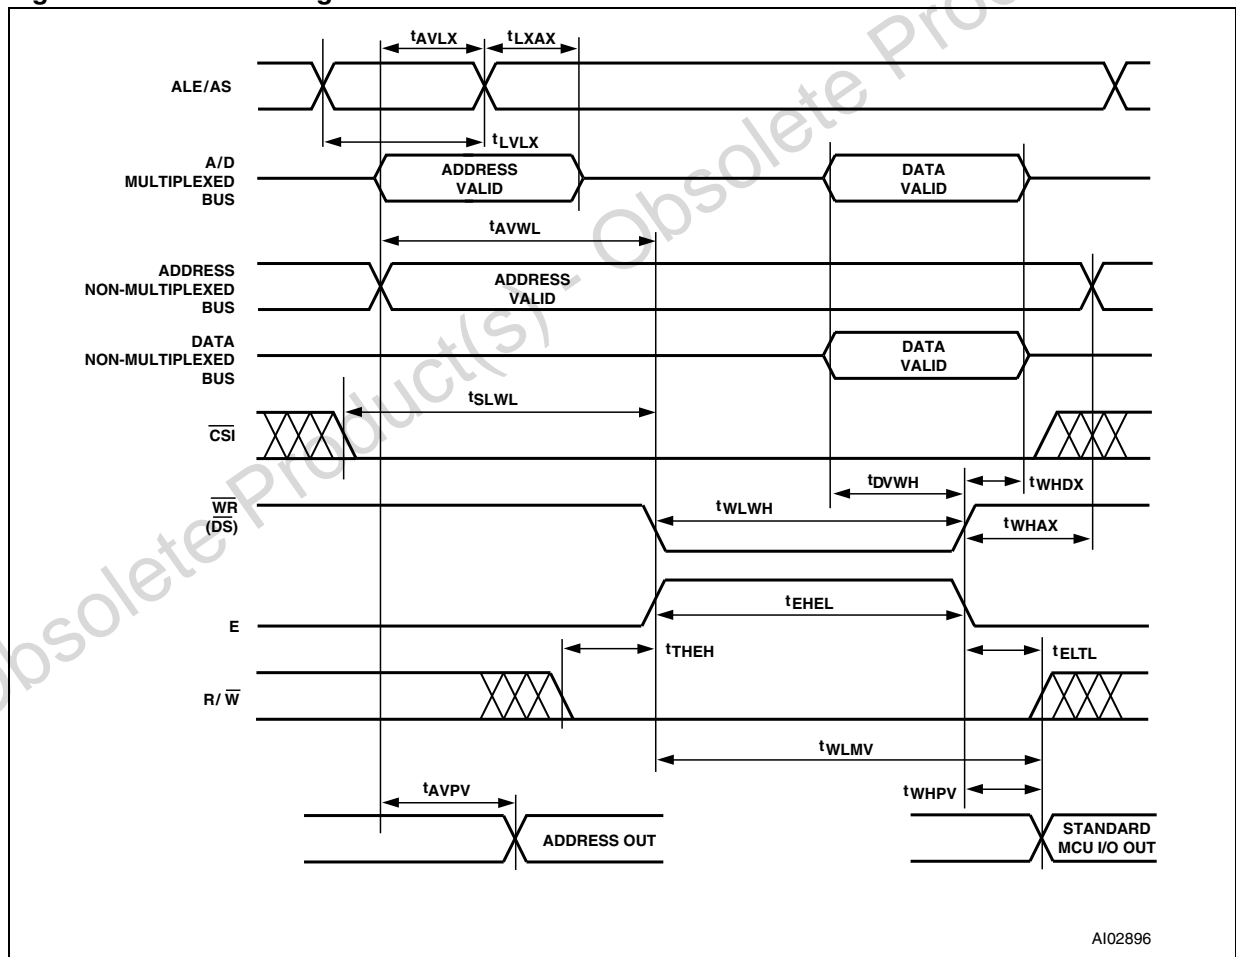 tAVLX
tLXAX
ALE/AS
tLVLX
A/D
MULTIPLEXED
BUS
ADDRESS
VALID
DATA
VALID
tAVWL
ADDRESS
NON-MULTIPLEXED
BUS
ADDRESS
VALID
DATA
NON-MULTIPLEXED
BUS
DATA
VALID
tSLWL
CSI
tDVWH
tWHDX
WR
(DS)
tWLWH
tWHAX
tEHEL
E
tTHEH
tELTL
R/ W
tWLMV
tAVPV
tWHPV
ADDRESS OUT
STANDARD
MCU I/O OUT
AI02896
Obsolete Product(s) - Obsolete